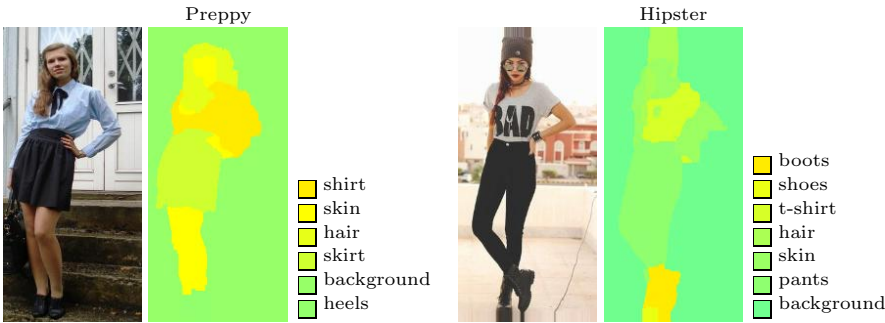 Preppy
shirt
skin
hair
skirt
background
heels
Hipster
BAD
boots
shoes
t-shirt
hair
skin
pants
background